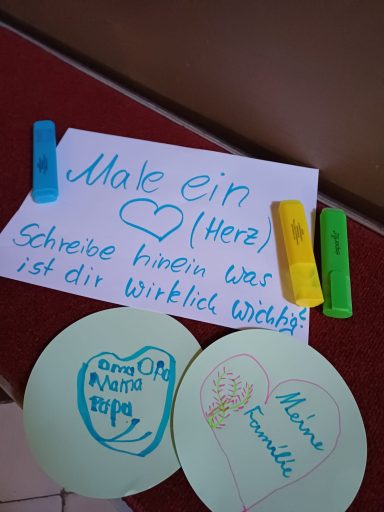 Male ein
(Herz)
Schreibe hinein was
ist dir wirklich wichtig?
Oma Opa
Mama
Papa
Meine
Familie